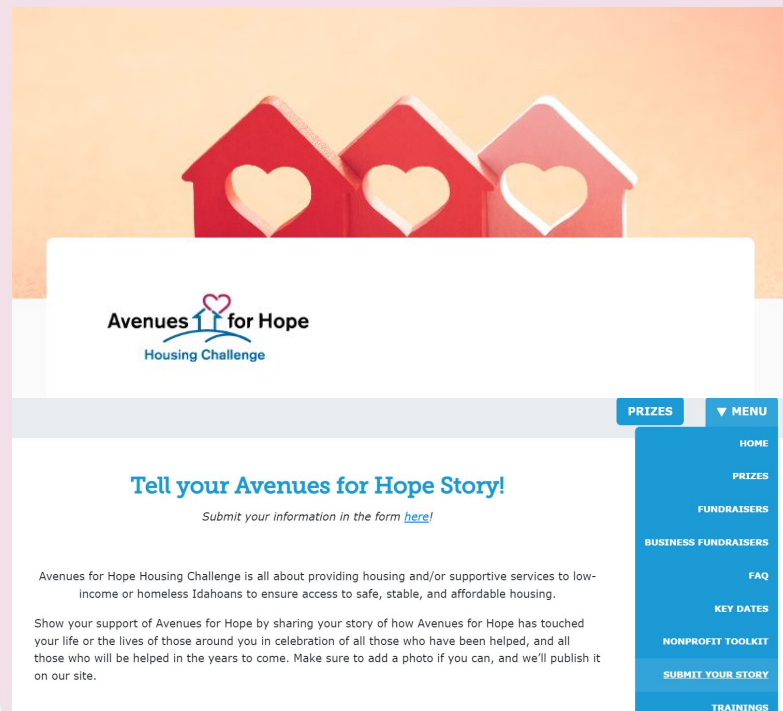 Avenues for Hope
Housing Challenge
PRIZES
▼ MENU
HOME
PRIZES
FUNDRAISERS
BUSINESS FUNDRAISERS
FAQ
KEY DATES
NONPROFIT TOOLKIT
SUBMIT YOUR STORY
TRAININGS
Tell your Avenues for Hope Story!
Submit your information in the form here!
Avenues for Hope Housing Challenge is all about providing housing and/or supportive services to low-
income or homeless Idahoans to ensure access to safe, stable, and affordable housing.
Show your support of Avenues for Hope by sharing your story of how Avenues for Hope has touched
your life or the lives of those around you in celebration of all those who have been helped, and all
those who will be helped in the years to come. Make sure to add a photo if you can, and we'll publish it
on our site.